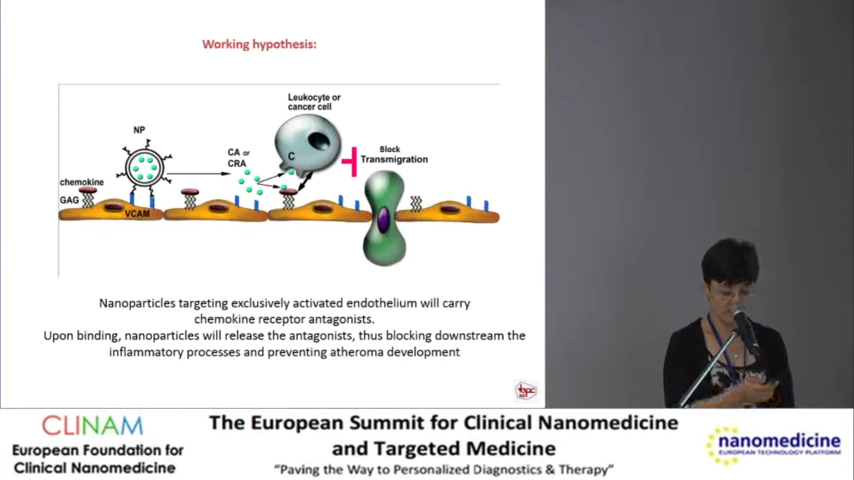 Working hypothesis:
Leukocyte or
cancer cell
NP
CA or
CRA
C
Block
Transmigration
chemokine
GAG
VCAM
Nanoparticles targeting exclusively activated endothelium will carry
chemokine receptor antagonists.
Upon binding, nanoparticles will release the antagonists, thus blocking downstream the
inflammatory processes and preventing atheroma development
CLINAM
European Foundation for
Clinical Nanomedicine
The European Summit for Clinical Nanomedicine
and Targeted Medicine
"Paving the Way to Personalized Diagnostics & Therapy"
nanomedicine
EUROPEAN TECHNOLOGY PLATFORM